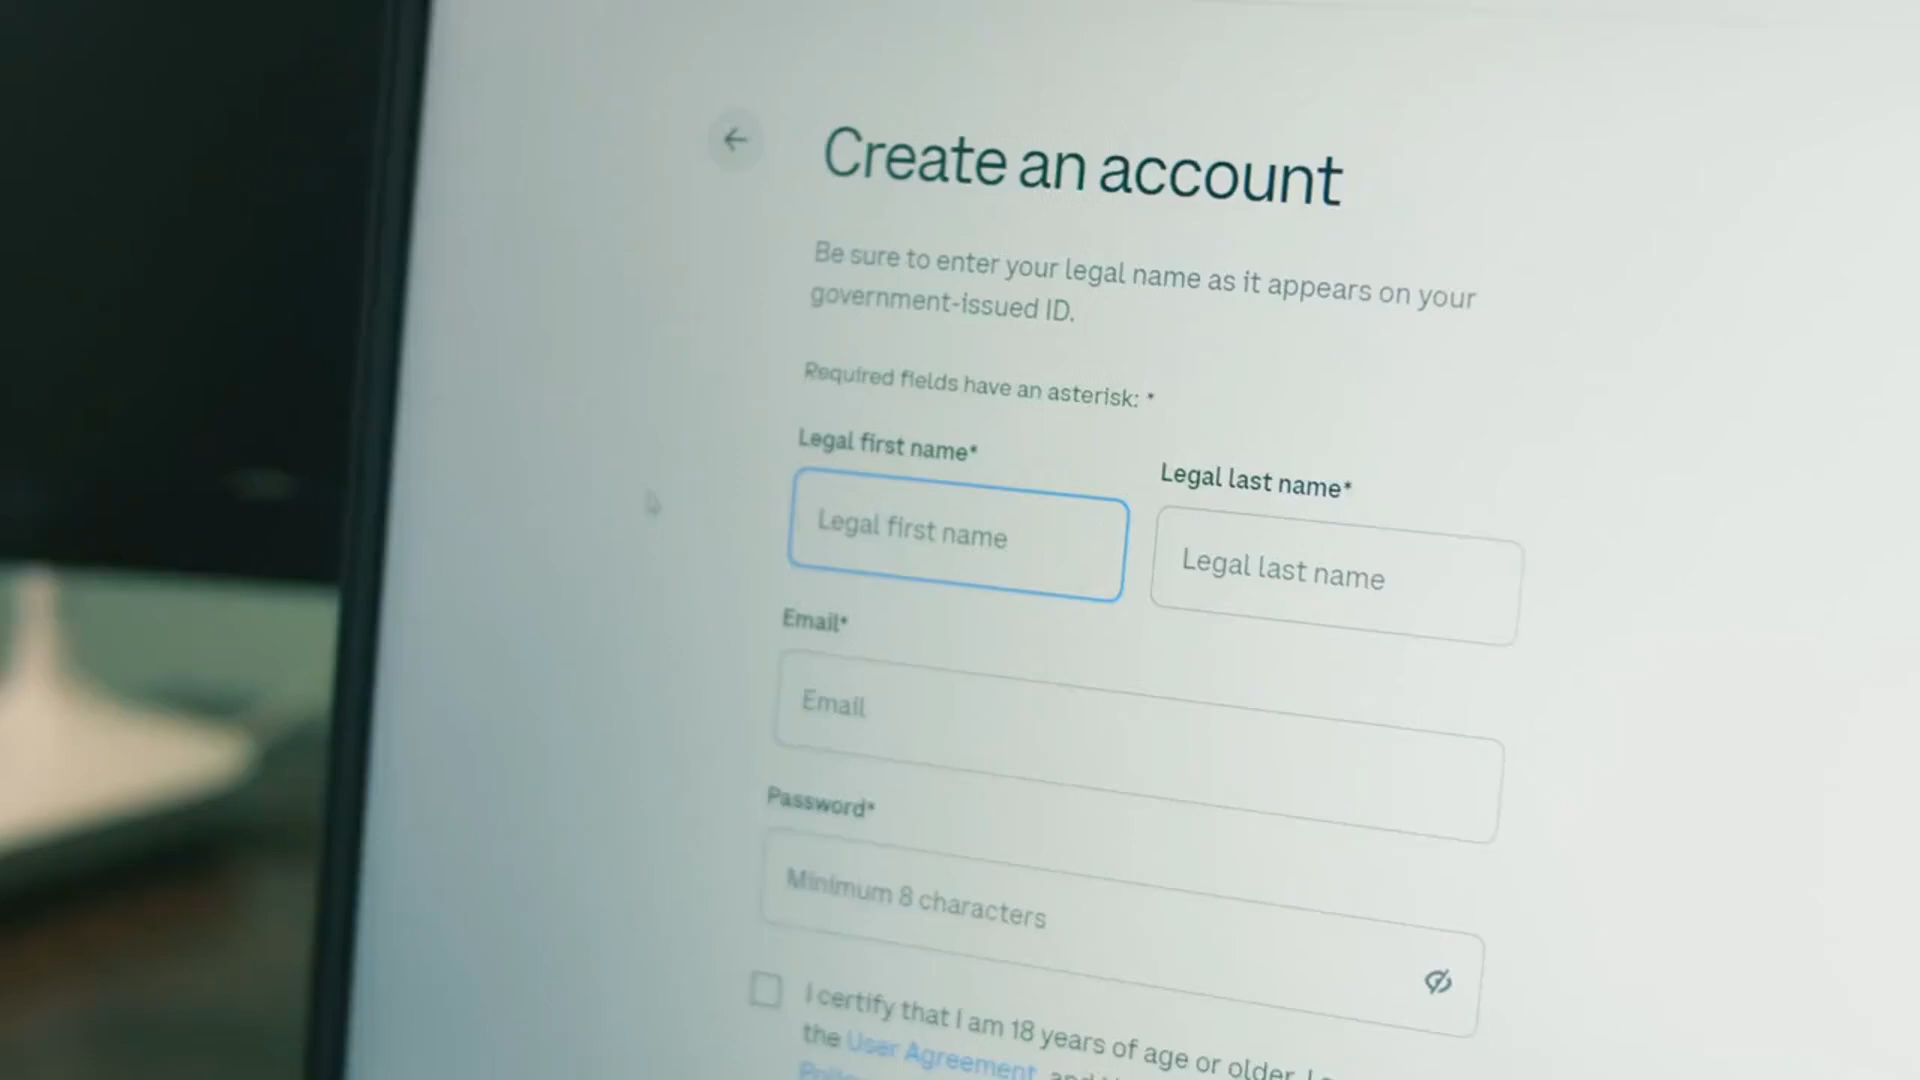 Create an account
Be sure to enter your legal name as it appears on your
government-issued ID.
Required fields have an asterisk: *
Legal first name*
Legal last name*
Legal first name
Legal last name
Email*
Email
Password*
Minimum 8 characters
I certify that I am 18 years of age or older, I
the User Agreement, and